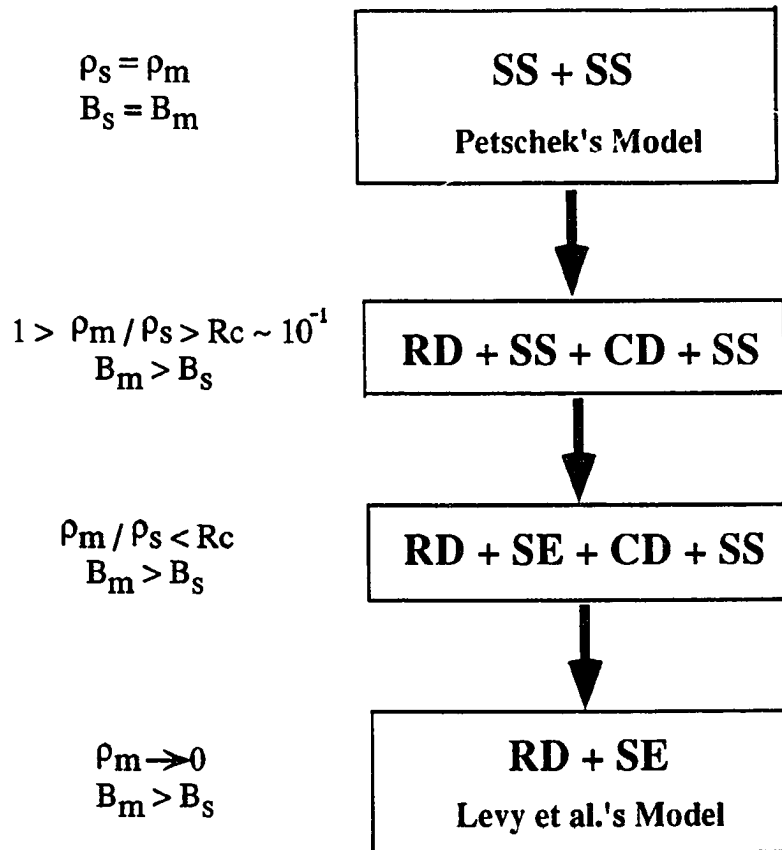 ρs = ρm
Bs = Bm
SS + SS
Petschek's Model
1 > ρm / ρs > Rc ~ 10⁻¹
Bm > Bs
RD + SS + CD + SS
ρm / ρs < Rc
Bm > Bs
RD + SE + CD + SS
ρm → 0
Bm > Bs
RD + SE
Levy et al.'s Model